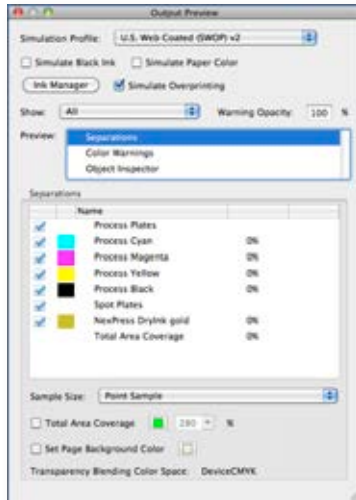 Output Preview
Simulation Profile: U.S. Web Coated (SWOP) v2
Simulate Black Ink Simulate Paper Color
Ink Manager Simulate Overprinting
Show: All Warning Opacity: 100 %
Preview: Separations
Color Warnings
Object Inspector
Separations
Name
Process Plates
Process Cyan 0%
Process Magenta 0%
Process Yellow 0%
Process Black 0%
Spot Plates
NexPress DryInk gold 0%
Total Area Coverage 0%
Sample Size: Point Sample
Total Area Coverage 280 %
Set Page Background Color
Transparency Blending Color Space: DeviceCMYK